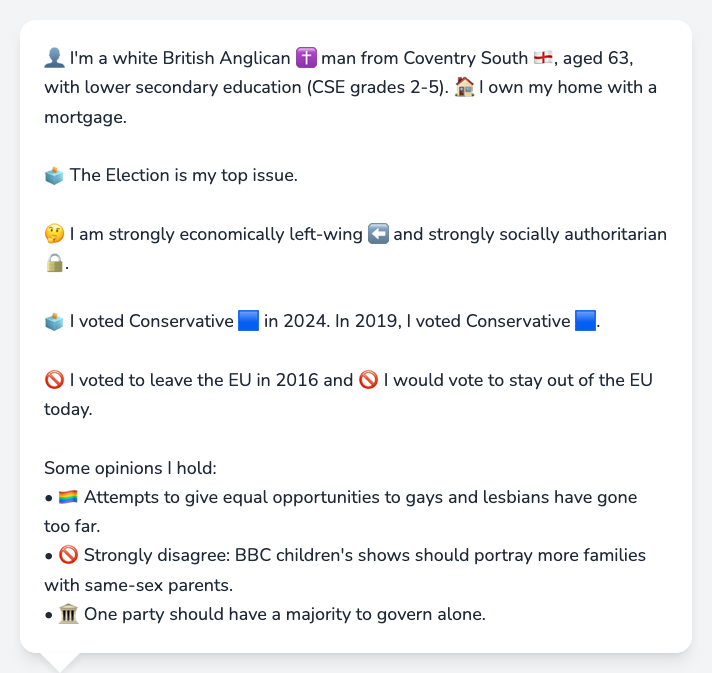 👤 I'm a white British Anglican ✝️ man from Coventry South 🏴󠁧󠁢󠁥󠁮󠁧󠁿, aged 63,
with lower secondary education (CSE grades 2-5). 🏠 I own my home with a
mortgage.
🗳️ The Election is my top issue.
🤔 I am strongly economically left-wing ⬅️ and strongly socially authoritarian
🔒.
🗳️ I voted Conservative 🟦 in 2024. In 2019, I voted Conservative 🟦.
🚫 I voted to leave the EU in 2016 and 🚫 I would vote to stay out of the EU
today.
Some opinions I hold:
• 🏳️‍🌈 Attempts to give equal opportunities to gays and lesbians have gone
too far.
• 🚫 Strongly disagree: BBC children's shows should portray more families
with same-sex parents.
• 🏛️ One party should have a majority to govern alone.